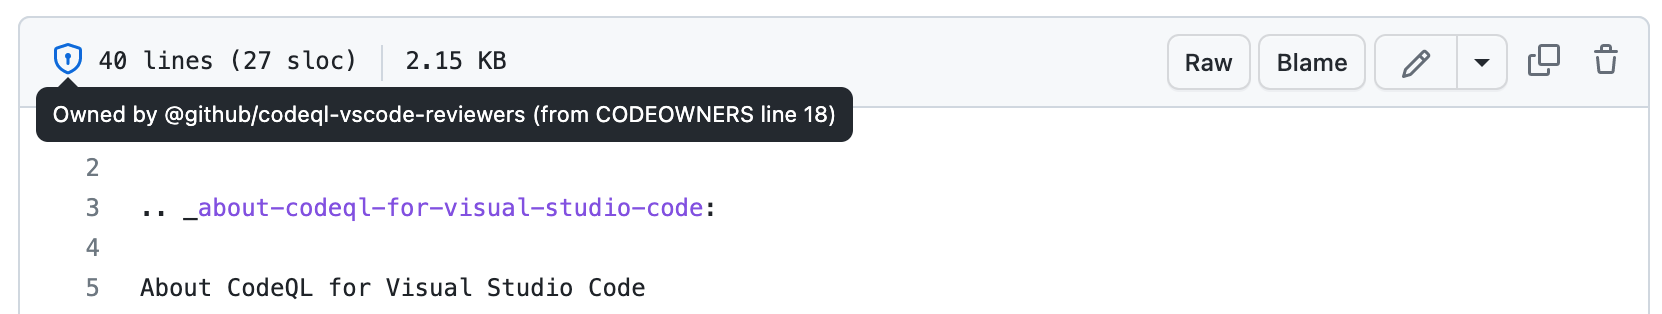 40 lines (27 sloc) 2.15 KB Raw Blame
Owned by @github/codeql-vscode-reviewers (from CODEOWNERS line 18)
2
3 .. _about-codeql-for-visual-studio-code:
4
5 About CodeQL for Visual Studio Code